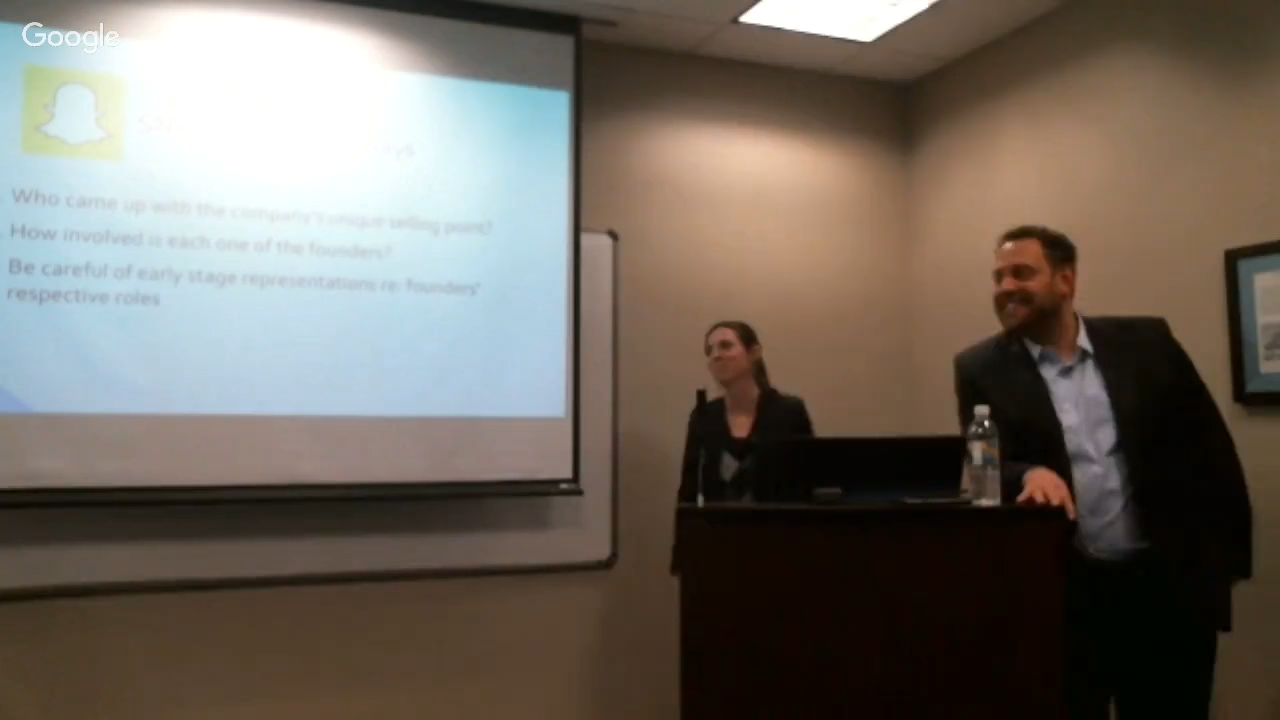 Google
Who came up with the company's unique selling point?
How involved is each one of the founders?
Be careful of early stage representations re: founders'
respective roles